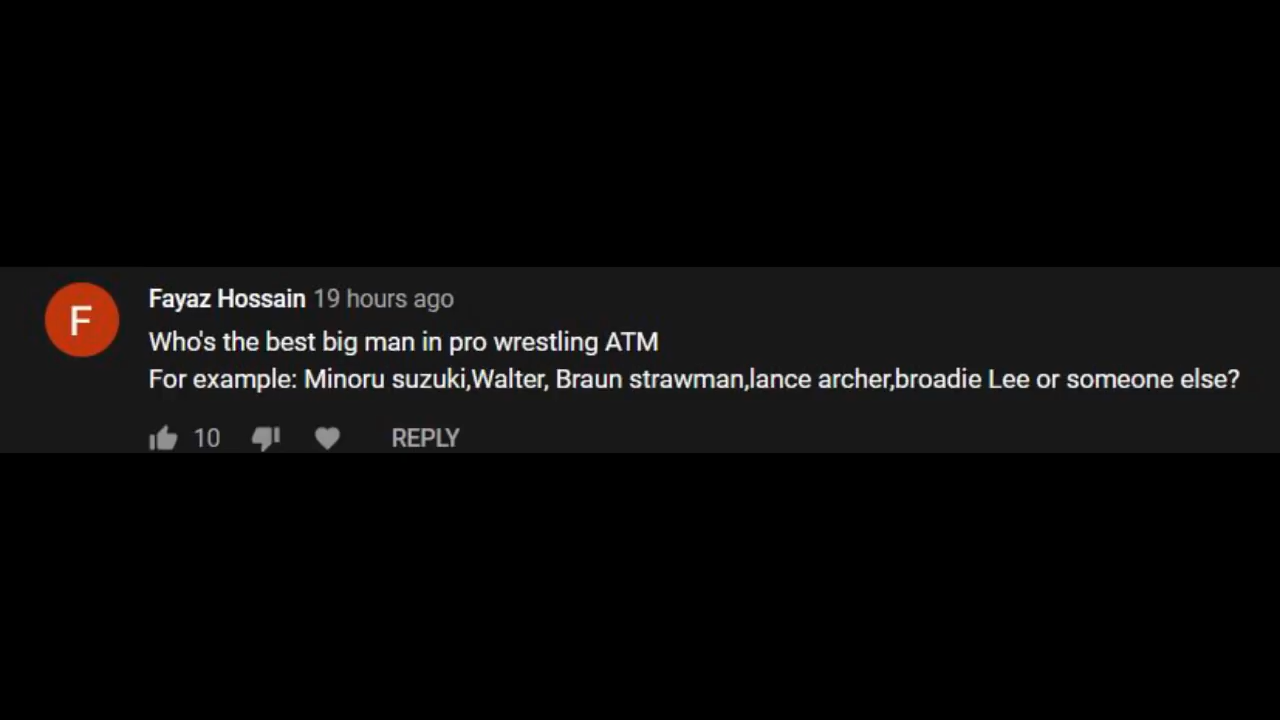 F
Fayaz Hossain 19 hours ago
Who's the best big man in pro wrestling ATM
For example: Minoru suzuki,Walter, Braun strawman,lance archer,broadie Lee or someone else?
10 REPLY